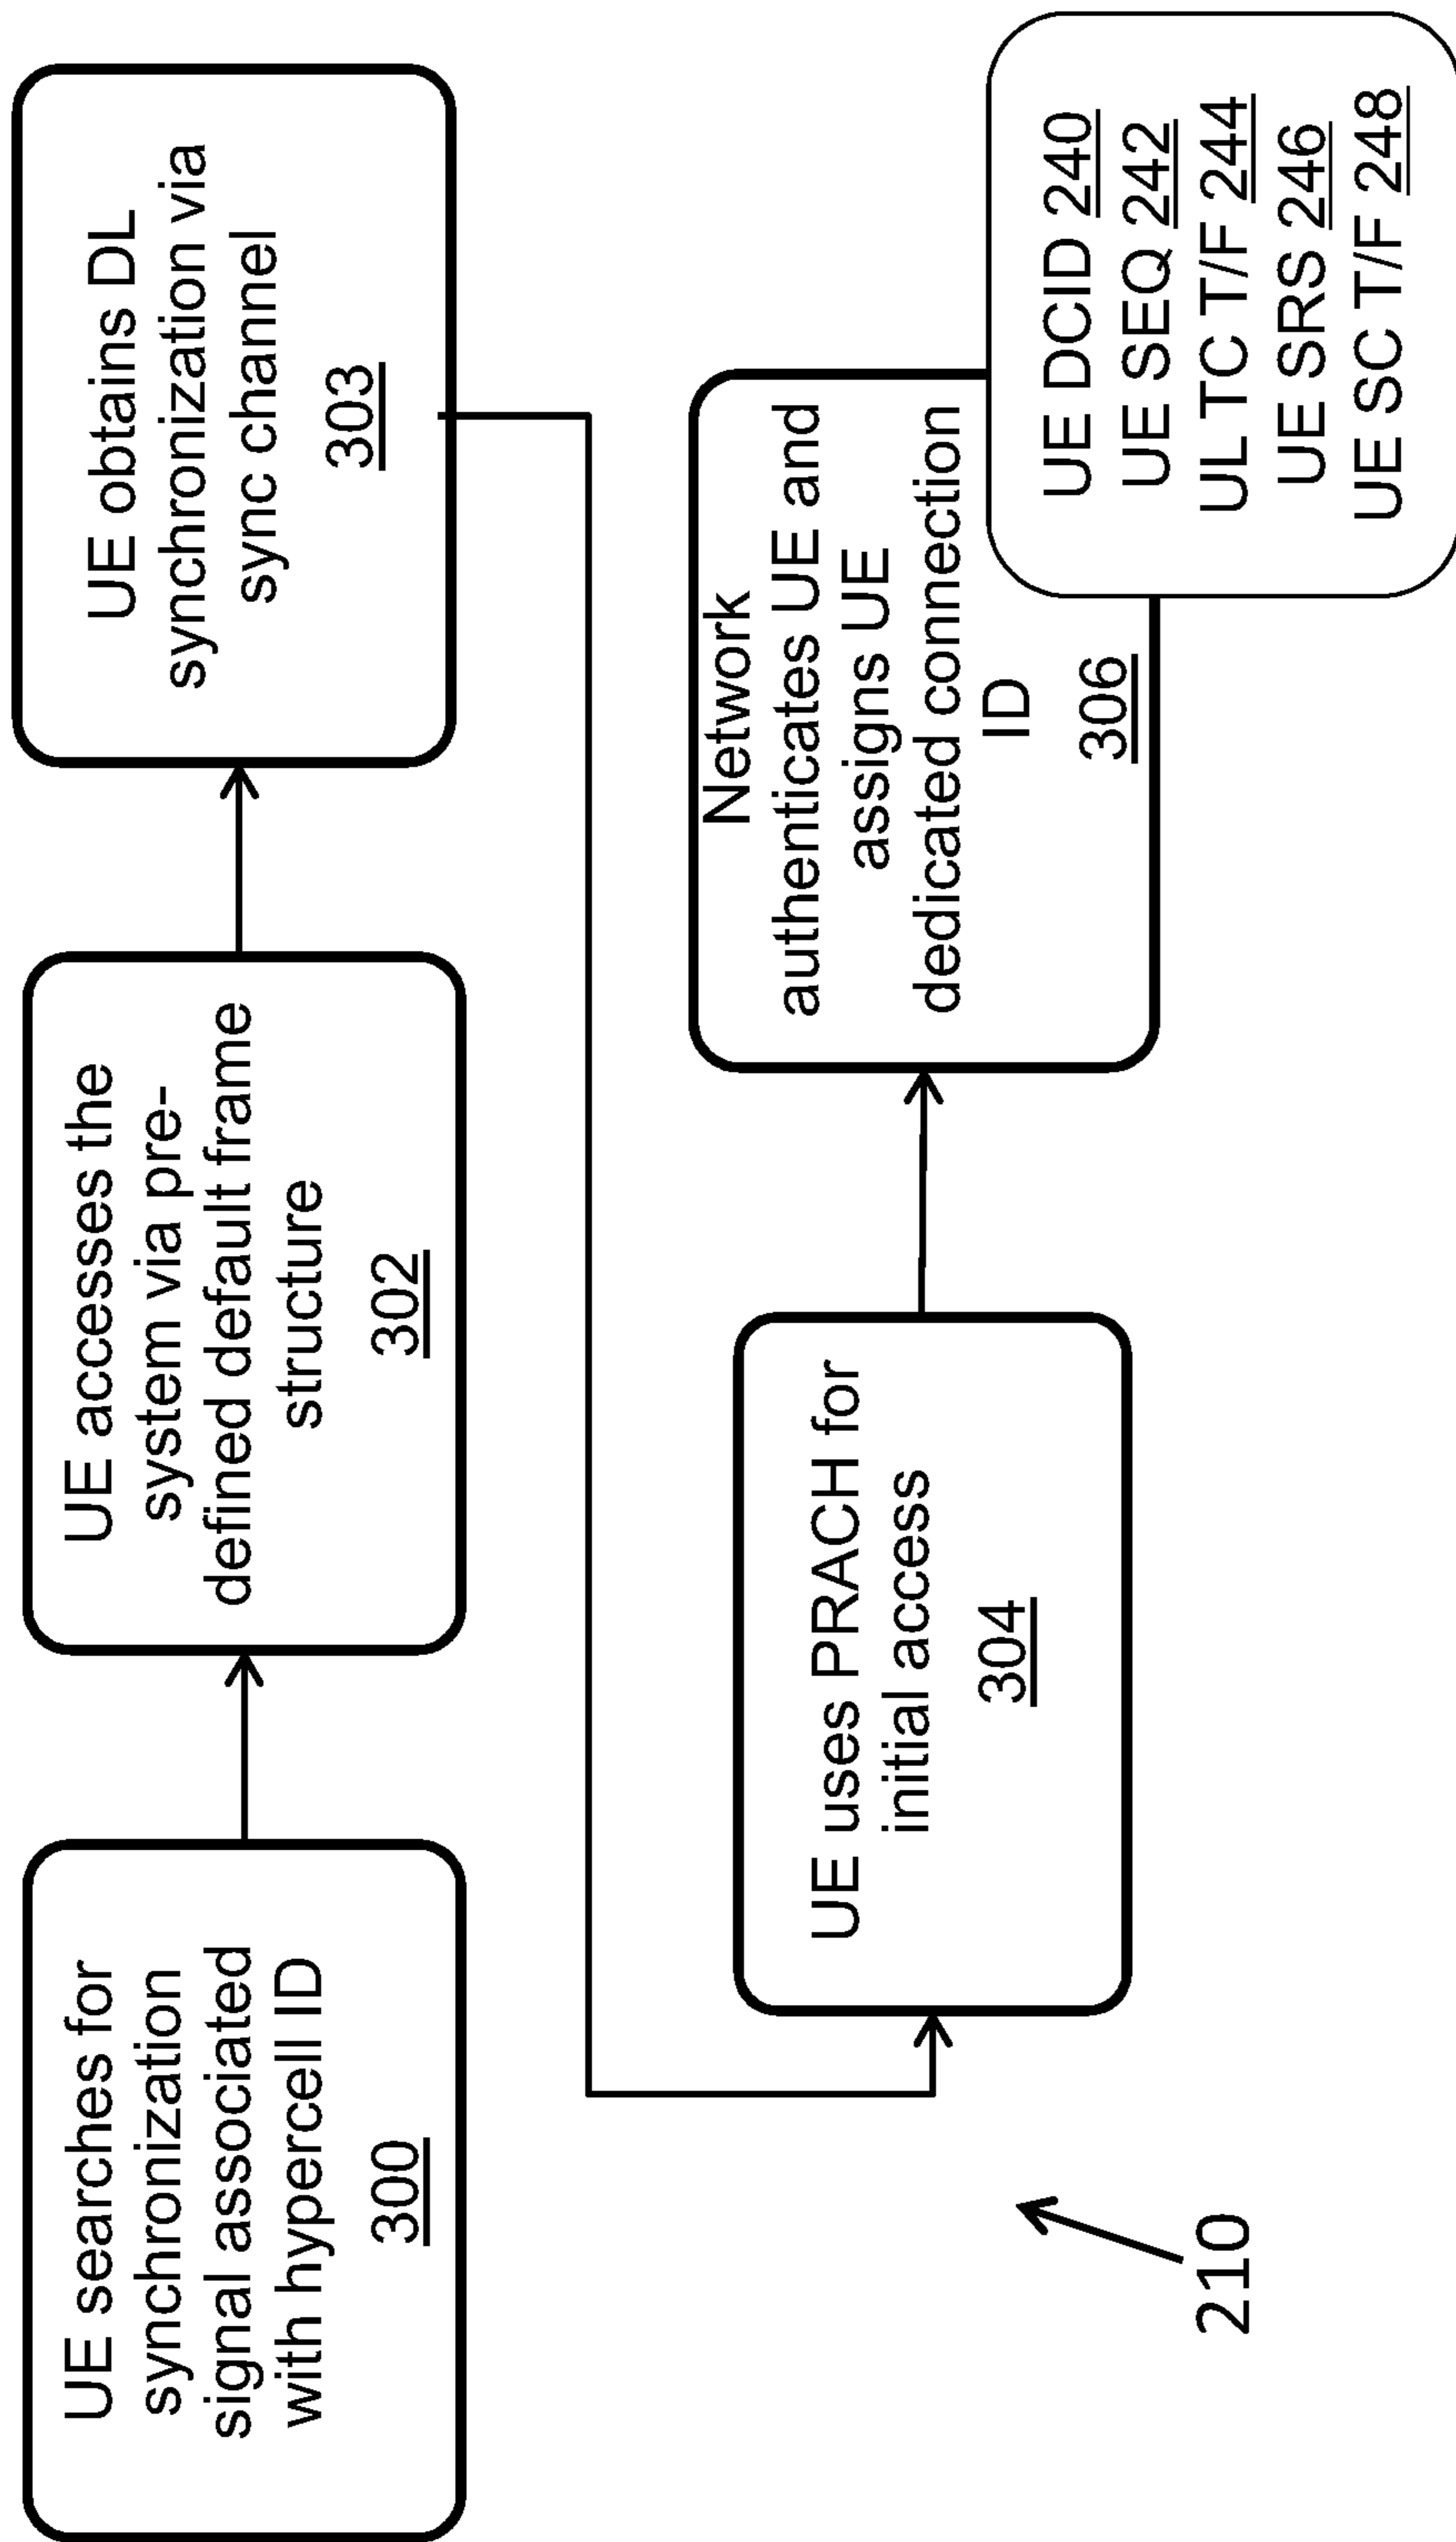 UE searches for
synchronization
signal associated
with hypercell ID
300
UE accesses the
system via pre-
defined default frame
structure
302
UE obtains DL
synchronization via
sync channel
303
UE uses PRACH for
initial access
304
Network
authenticates UE and
assigns UE
dedicated connection
ID
306
UE DCID 240
UE SEQ 242
UL TC T/F 244
UE SRS 246
UE SC T/F 248
210